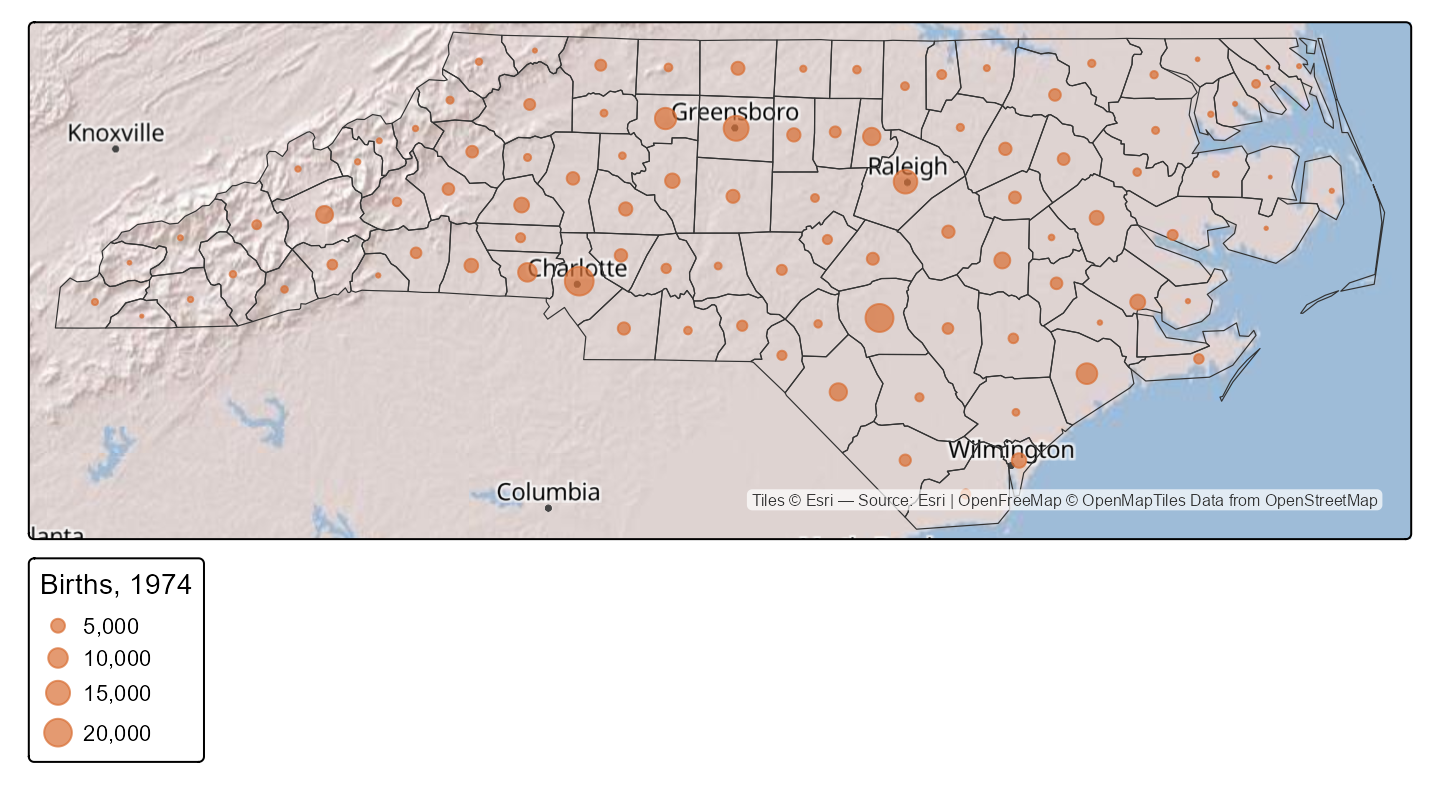 Greensboro
Knoxville
Raleigh
Charlotte
Wilmington
Columbia
Tiles © Esri — Source: Esri | OpenFreeMap © OpenMapTiles Data from OpenStreetMap
lanta
Births, 1974
5,000
10,000
15,000
20,000